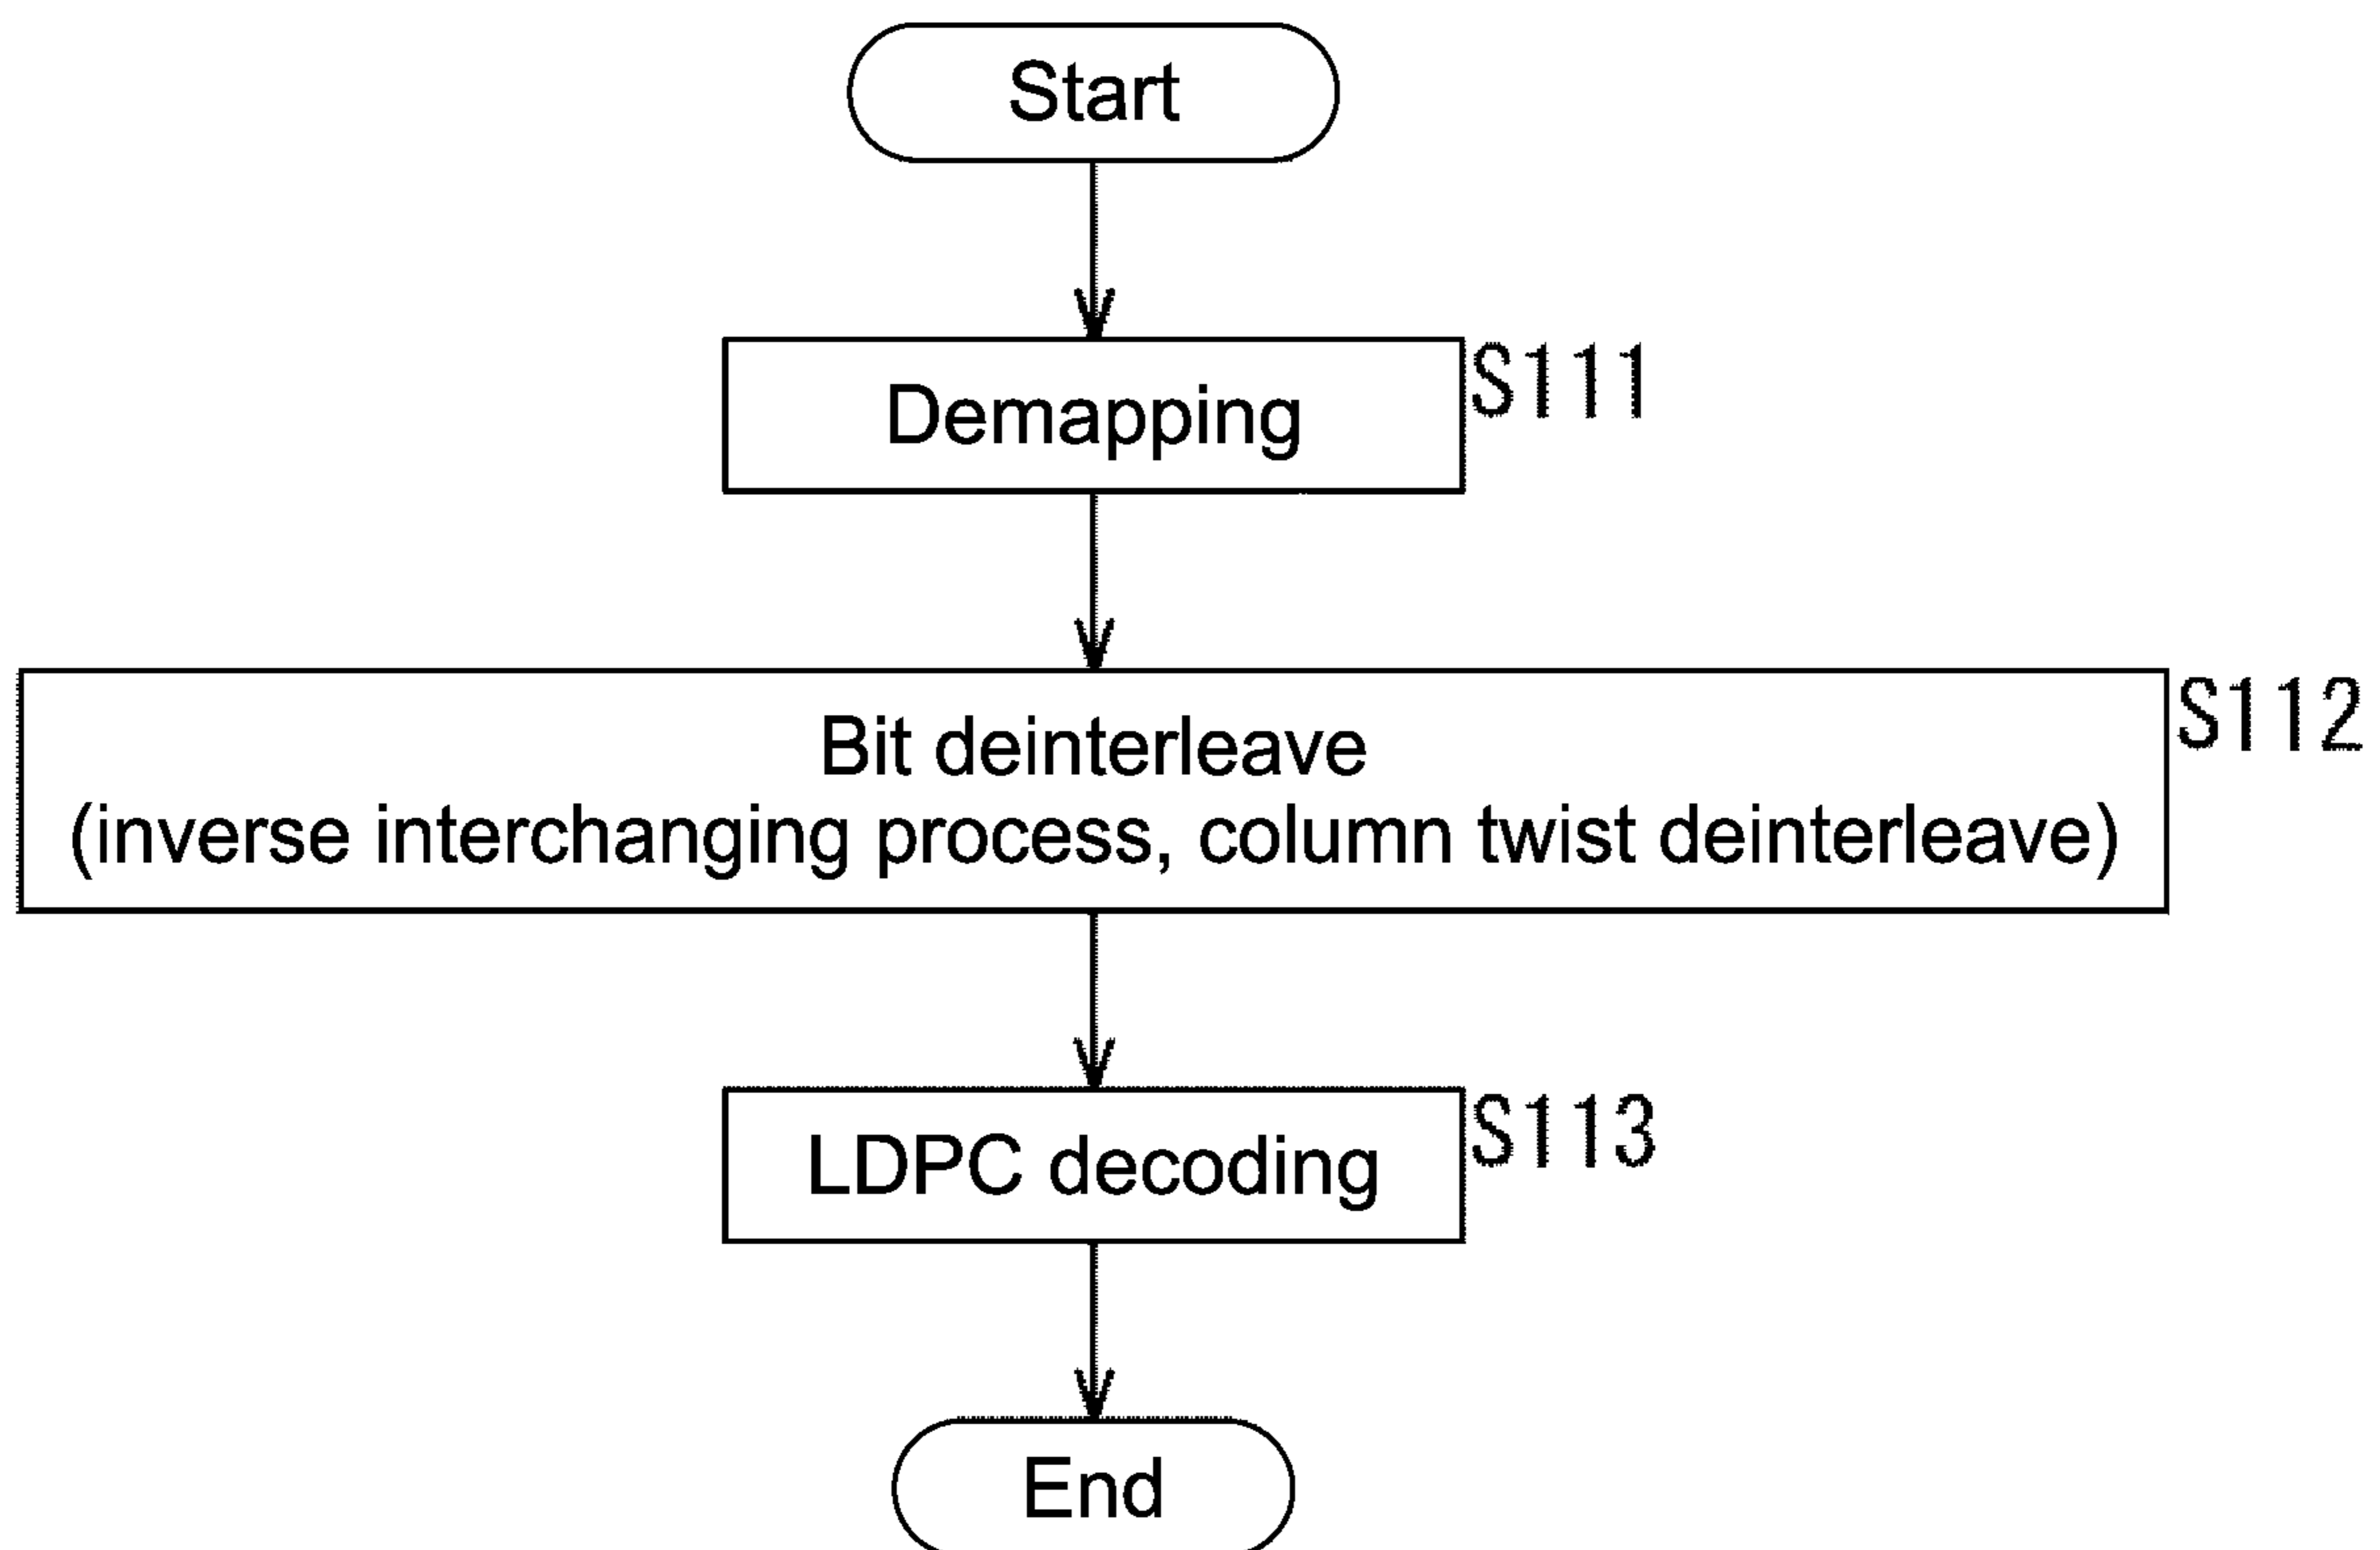 Start
Demapping
S111
Bit deinterleave
S112
(inverse interchanging process, column twist deinterleave)
LDPC decoding
S113
End